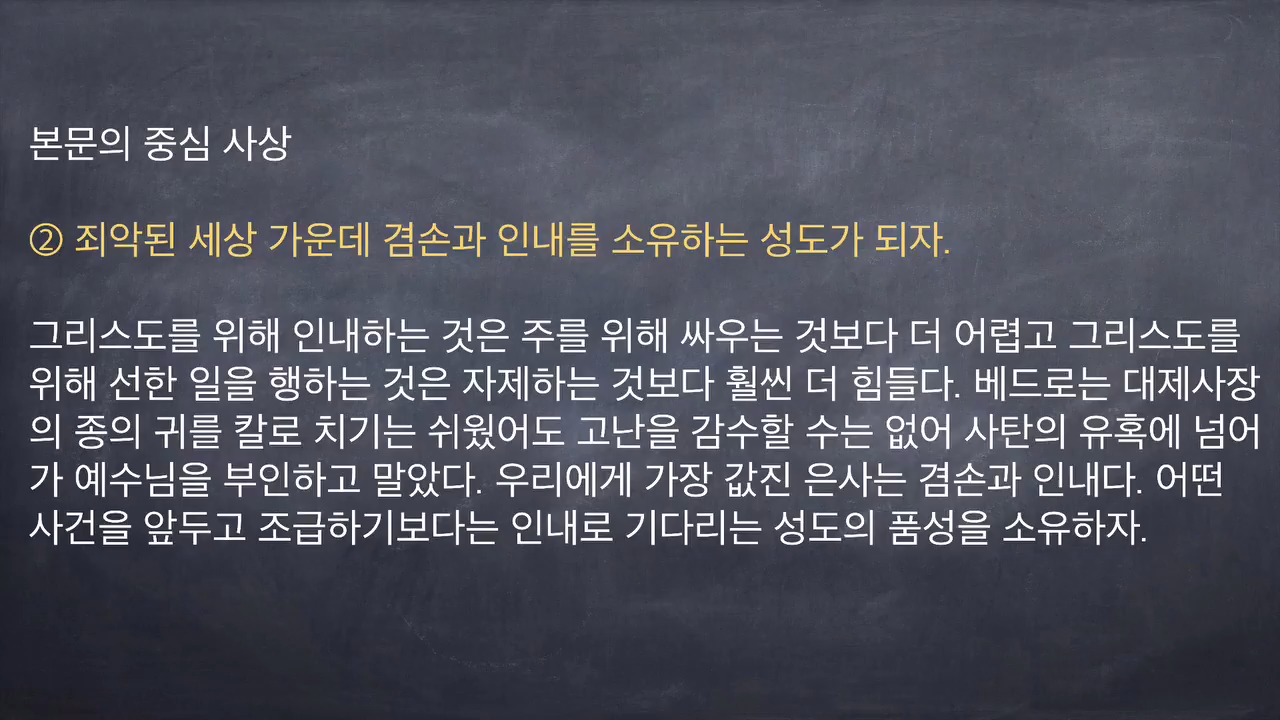 본문의 중심 사상
② 죄악된 세상 가운데 겸손과 인내를 소유하는 성도가 되자.
그리스도를 위해 인내하는 것은 주를 위해 싸우는 것보다 더 어렵고 그리스도를
위해 선한 일을 행하는 것은 자제하는 것보다 훨씬 더 힘들다. 베드로는 대제사장
의 종의 귀를 칼로 치기는 쉬웠어도 고난을 감수할 수는 없어 사탄의 유혹에 넘어
가 예수님을 부인하고 말았다. 우리에게 가장 값진 은사는 겸손과 인내다. 어떤
사건을 앞두고 조급하기보다는 인내로 기다리는 성도의 품성을 소유하자.